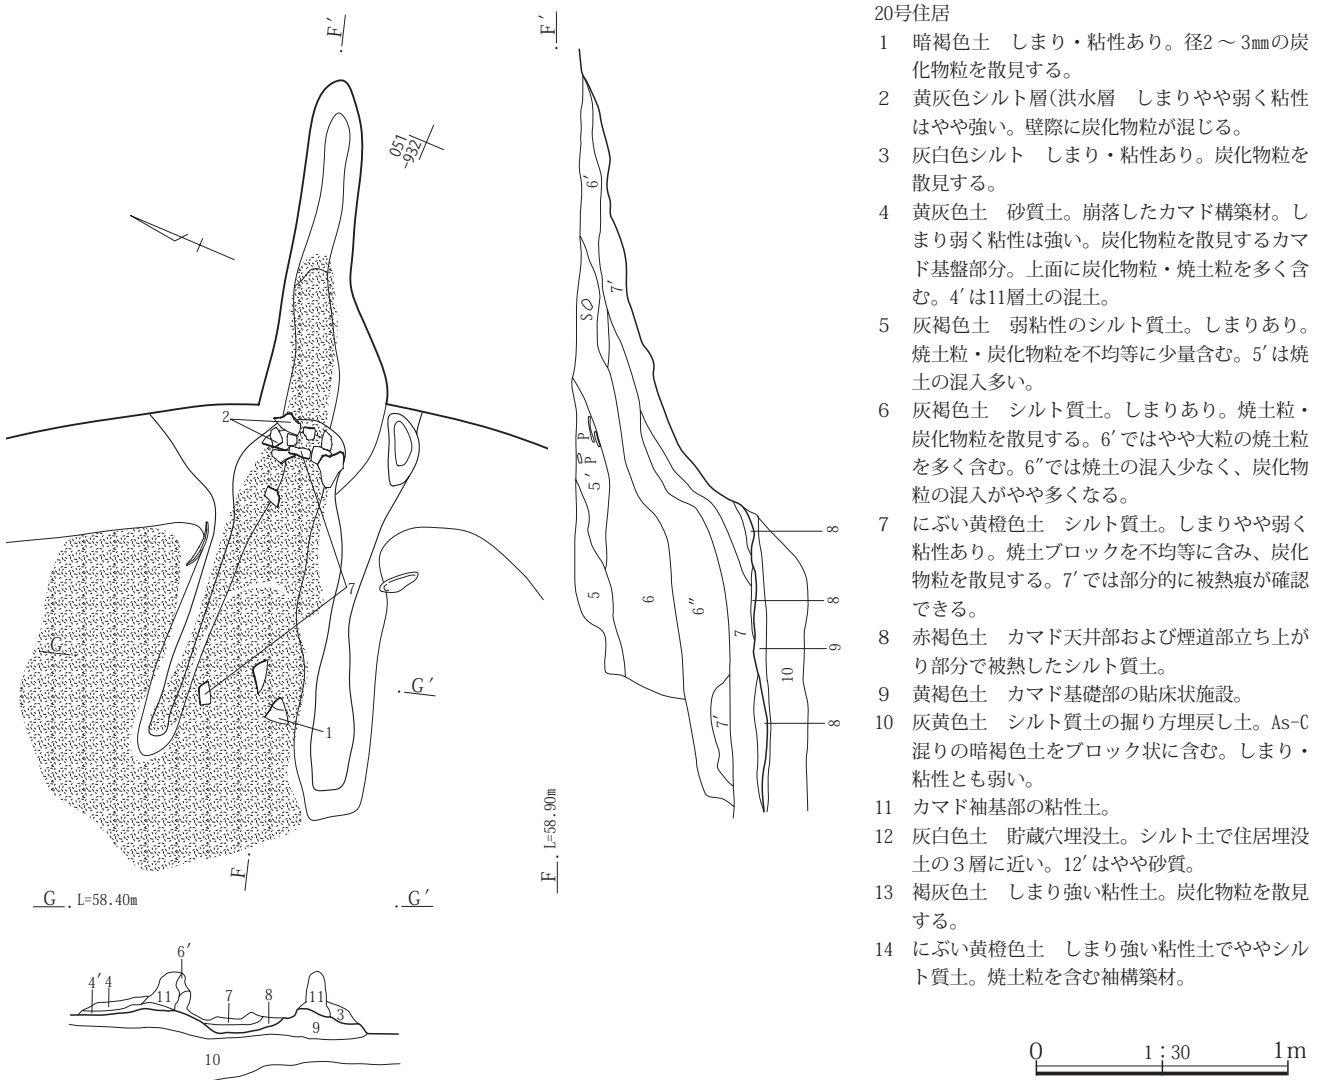 20号住居
1 暗褐色土 しまり・粘性あり。径2～3㎜の炭
化物粒を散見する。
2 黄灰色シルト層(洪水層 しまりやや弱く粘性
はやや強い。壁際に炭化物粒が混じる。
3 灰白色シルト しまり・粘性あり。炭化物粒を
散見する。
4 黄灰色土 砂質土。崩落したカマド構築材。し
まり弱く粘性は強い。炭化物粒を散見するカマ
ド基盤部分。上面に炭化物粒・焼土粒を多く含
む。4′は11層土の混土。
5 灰褐色土 弱粘性のシルト質土。しまりあり。
焼土粒・炭化物粒を不均等に少量含む。5′は焼
土の混入多い。
6 灰褐色土 シルト質土。しまりあり。焼土粒・
炭化物粒を散見する。6′ではやや大粒の焼土粒
を多く含む。6″では焼土の混入少なく、炭化物
粒の混入がやや多くなる。
7 にぶい黄橙色土 シルト質土。しまりやや弱く
粘性あり。焼土ブロックを不均等に含み、炭化
物粒を散見する。7′では部分的に被熱痕が確認
できる。
8 赤褐色土 カマド天井部および煙道部立ち上が
り部分で被熱したシルト質土。
9 黄褐色土 カマド基礎部の貼床状施設。
10 灰黄色土 シルト質土の掘り方埋戻し土。As-C
混りの暗褐色土をブロック状に含む。しまり・
粘性とも弱い。
11 カマド袖基部の粘性土。
12 灰白色土 貯蔵穴埋没土。シルト土で住居埋没
土の３層に近い。12′はやや砂質。
13 褐灰色土 しまり強い粘性土。炭化物粒を散見
する。
14 にぶい黄橙色土 しまり強い粘性土でややシル
ト質土。焼土粒を含む袖構築材。
F′
F′
051
-932
2
7
1
G
G′
F
6′
7′
S
P
P
5′
5
6
6″
7
7′
8
8
9
10
8
F . L=58.90m
G . L=58.40m
. G′
6′
4′ 4
11
7
8
11
3
9
10
0 1：30 1m